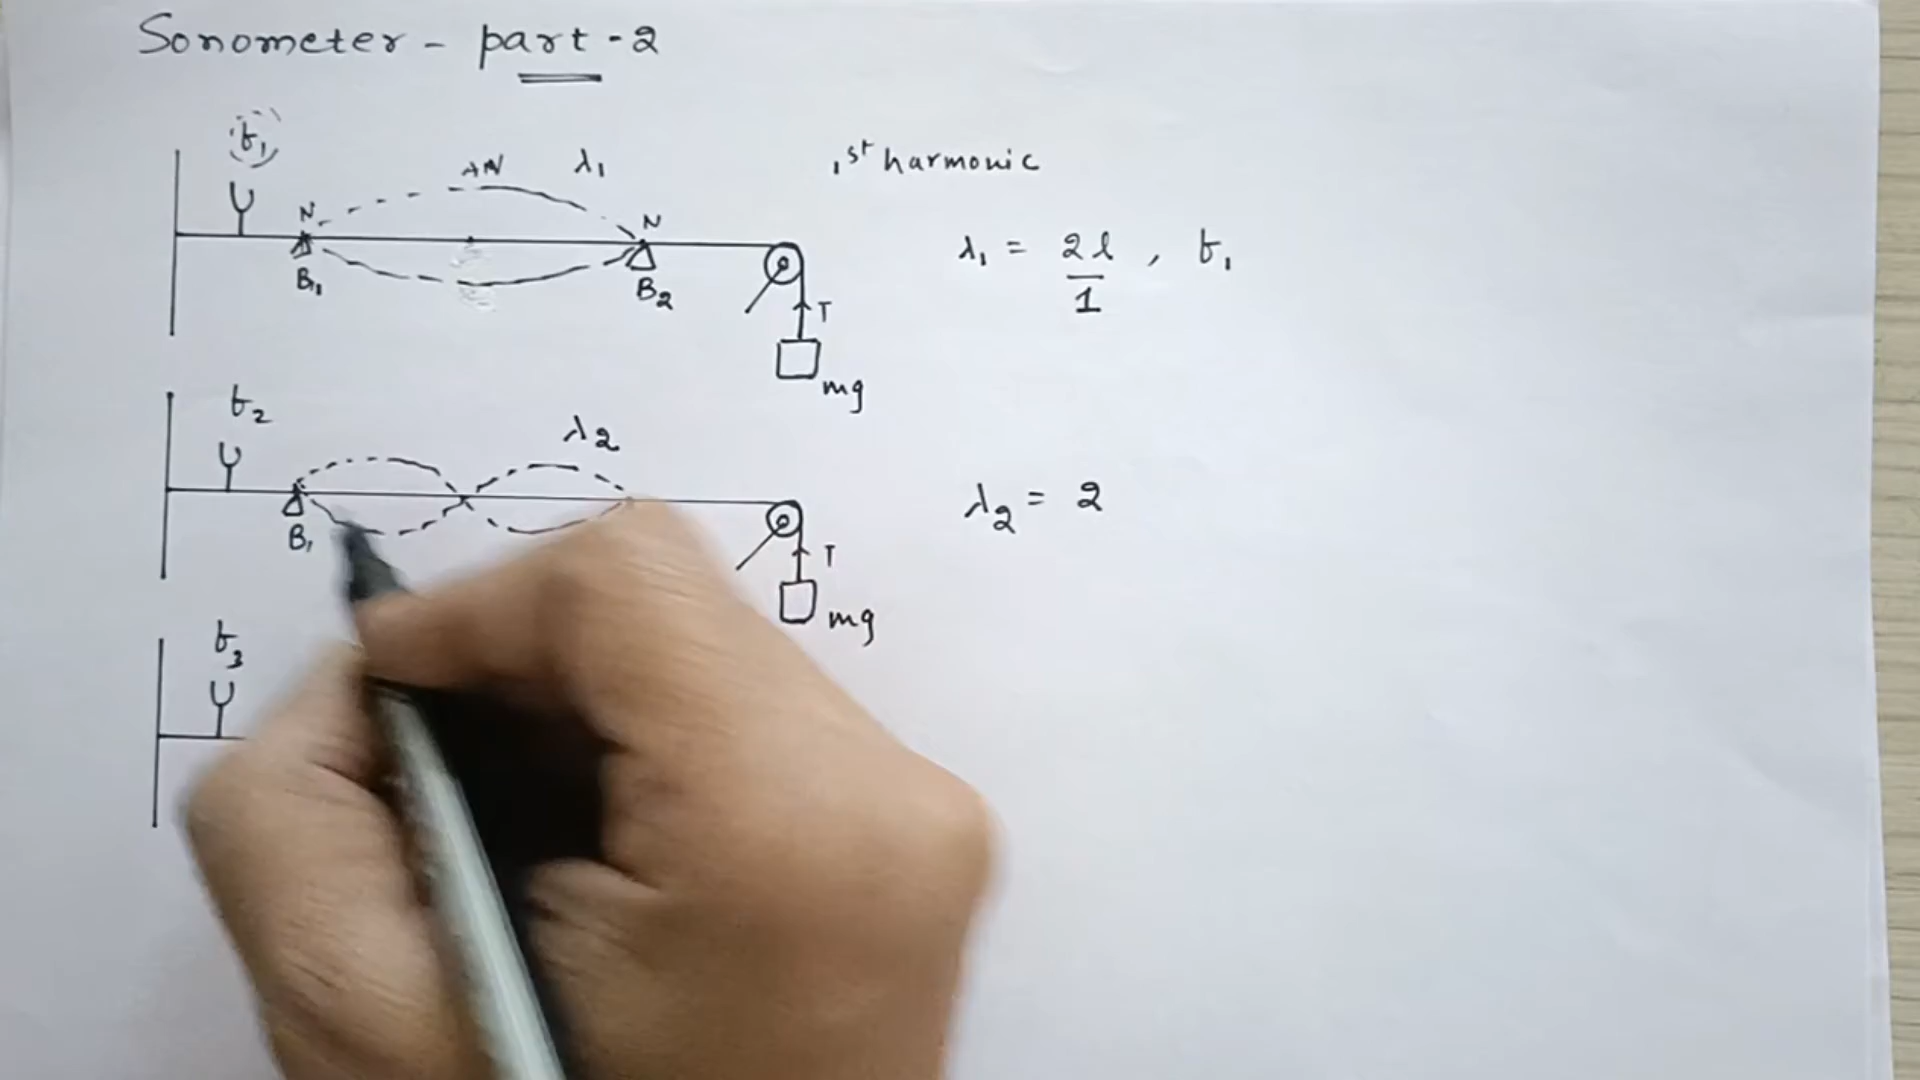 Sonometer - part-2
f₁
AN λ₁
1st harmonic
N N
λ₁ = 2l/1 , f₁
B₁ B₂
T
mg
f₂
λ₂
λ₂ = 2
B₁
T
mg
f₃